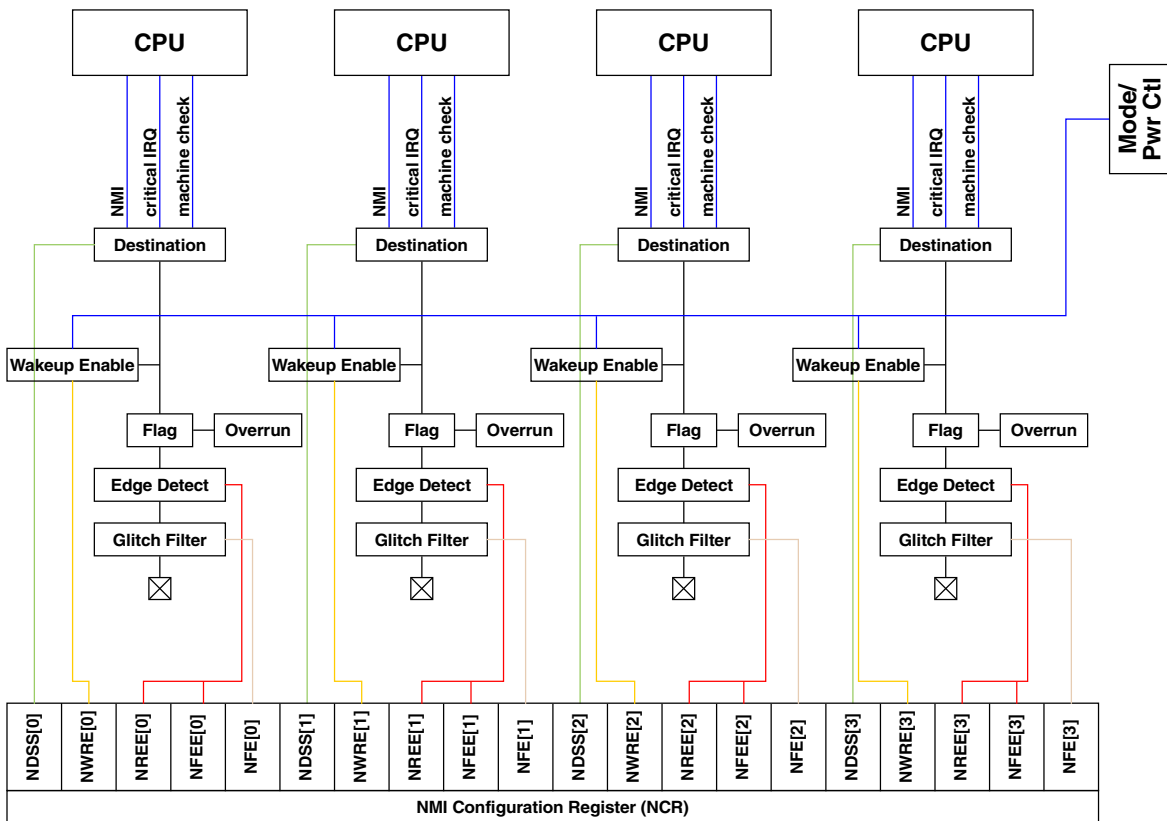 CPU
CPU
CPU
CPU
Mode/
Pwr Ctl
NMI
critical IRQ
machine check
NMI
critical IRQ
machine check
NMI
critical IRQ
machine check
NMI
critical IRQ
machine check
Destination
Destination
Destination
Destination
Wakeup Enable
Wakeup Enable
Wakeup Enable
Wakeup Enable
Flag
Overrun
Flag
Overrun
Flag
Overrun
Flag
Overrun
Edge Detect
Edge Detect
Edge Detect
Edge Detect
Glitch Filter
Glitch Filter
Glitch Filter
Glitch Filter
NDSS[0]
NWRE[0]
NREE[0]
NFEE[0]
NFE[0]
NDSS[1]
NWRE[1]
NREE[1]
NFEE[1]
NFE[1]
NDSS[2]
NWRE[2]
NREE[2]
NFEE[2]
NFE[2]
NDSS[3]
NWRE[3]
NREE[3]
NFEE[3]
NFE[3]
NMI Configuration Register (NCR)